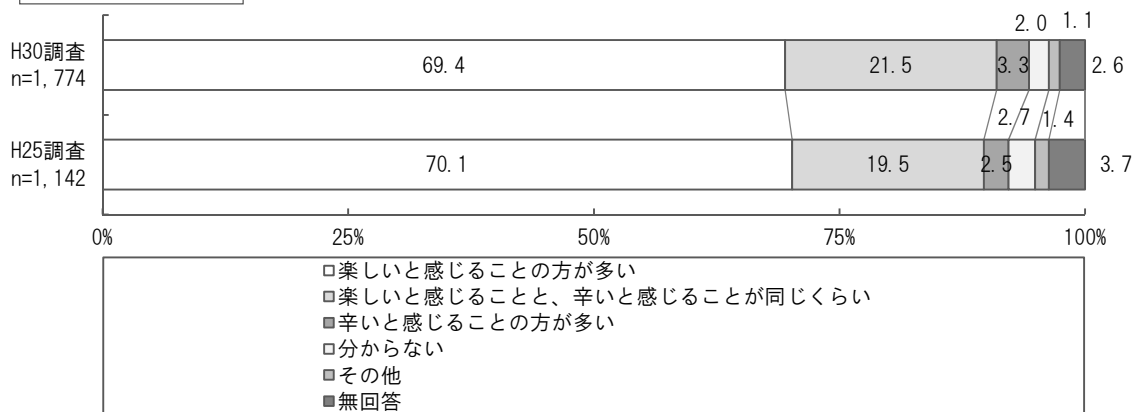 2.0 1.1
H30調査
n=1,774
69.4 21.5 3.3 2.6
2.7 1.4
H25調査
n=1,142
70.1 19.5 2.5 3.7
0% 25% 50% 75% 100%
□楽しいと感じることの方が多い
□楽しいと感じることと、辛いと感じることが同じくらい
■辛いと感じることの方が多い
□分からない
■その他
■無回答